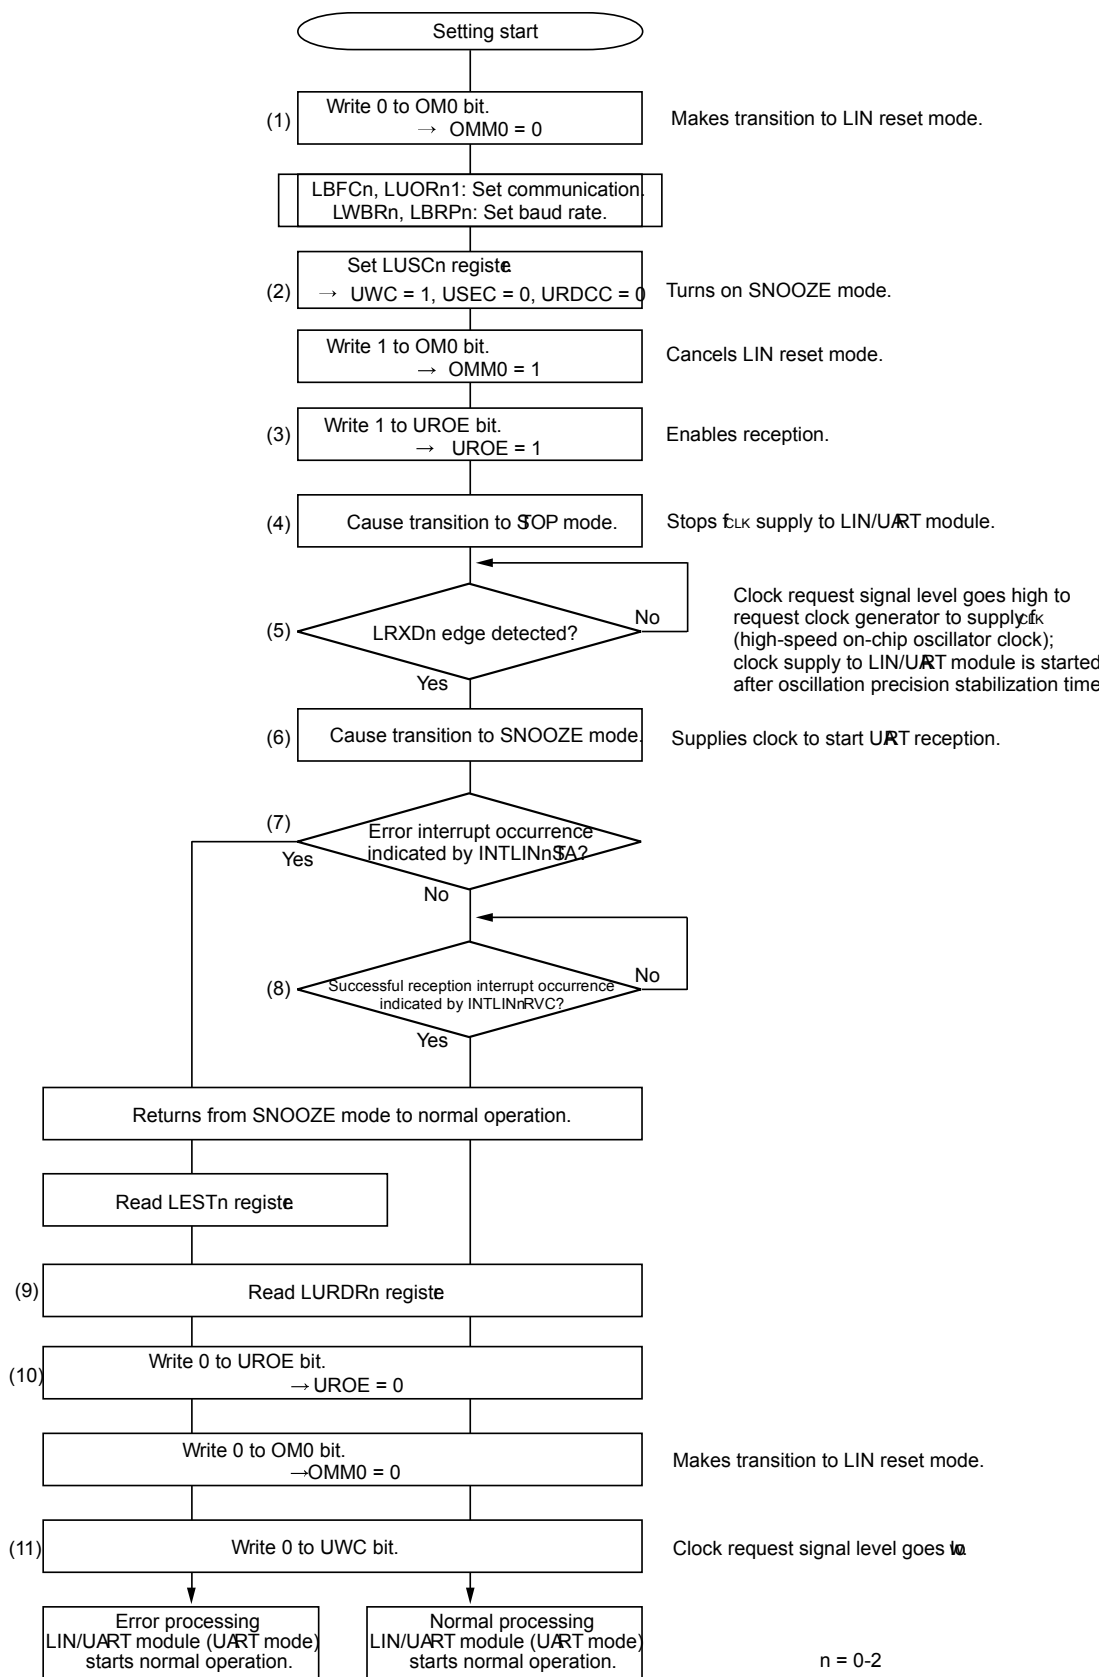 Setting start
(1)
Write 0 to OM0 bit.
→ OMM0 = 0
Makes transition to LIN reset mode.
LBFCn, LUORn1: Set communication.
LWBRn, LBRPn: Set baud rate.
(2)
Set LUSCn register.
→ UWC = 1, USEC = 0, URDCC = 0
Turns on SNOOZE mode.
Write 1 to OM0 bit.
→ OMM0 = 1
Cancels LIN reset mode.
(3)
Write 1 to UROE bit.
→ UROE = 1
Enables reception.
(4)
Cause transition to STOP mode.
Stops fCLK supply to LIN/UART module.
(5)
LRXDn edge detected?
No
Yes
Clock request signal level goes high to
request clock generator to supply fCLK
(high-speed on-chip oscillator clock);
clock supply to LIN/UART module is started
after oscillation precision stabilization time
(6)
Cause transition to SNOOZE mode.
Supplies clock to start UART reception.
(7)
Error interrupt occurrence
indicated by INTLINnSTA?
Yes
No
(8)
Successful reception interrupt occurrence
indicated by INTLINnRVC?
No
Yes
Returns from SNOOZE mode to normal operation.
Read LESTn register.
(9)
Read LURDRn register.
(10)
Write 0 to UROE bit.
→ UROE = 0
Write 0 to OM0 bit.
→OMM0 = 0
Makes transition to LIN reset mode.
(11)
Write 0 to UWC bit.
Clock request signal level goes low.
Error processing
LIN/UART module (UART mode)
starts normal operation.
Normal processing
LIN/UART module (UART mode)
starts normal operation.
n = 0-2